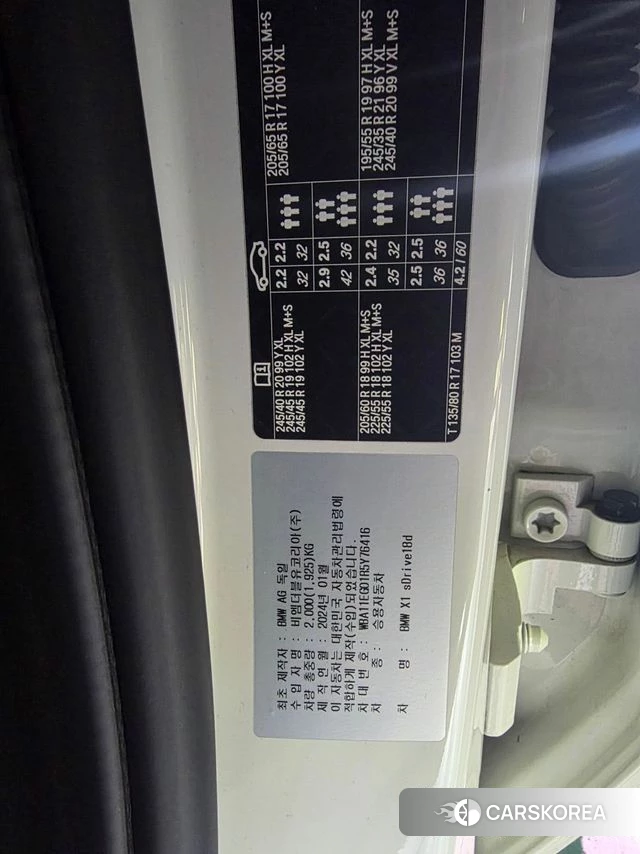 245/40 R 20 99 Y XL
245/45 R 19 102 H XL M+S
245/45 R 19 102 Y XL
2.2 2.2
32 32
205/65 R 17 100 H XL M+S
205/65 R 17 100 Y XL
2.9 2.5
42 36
205/60 R 18 99 H XL M+S
225/55 R 18 102 H XL M+S
225/55 R 18 102 Y XL
2.4 2.2
35 32
195/55 R 19 97 H XL M+S
245/35 R 21 96 Y XL
245/40 R 20 99 V XL M+S
2.5 2.5
36 36
T 135/80 R 17 103 M
4.2 / 60
최초 제작자 : BMW AG 독일
수 입 자 명 : 비엠더블유코리아(주)
차량 총중량 : 2,000(1,925)KG
제 작 연 월 : 2024년 01월
이 자동차는 대한민국, 자동차관리법령에
적합하게 제작(수입)되었습니다.
차 대 번 호 : WBA11EG01R5Y76416
차 종 : 승용자동차
차 명 : BMW X1 sDrive18d
CARSKOREA